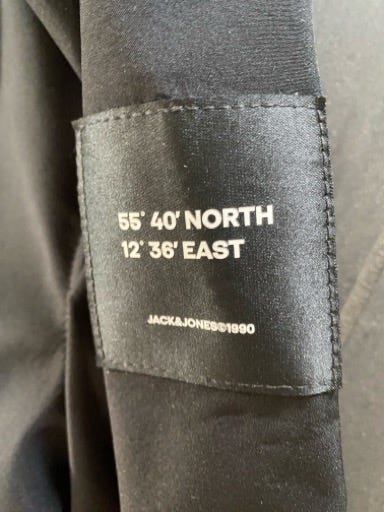 55° 40' NORTH
12° 36' EAST
JACK&JONES©1990